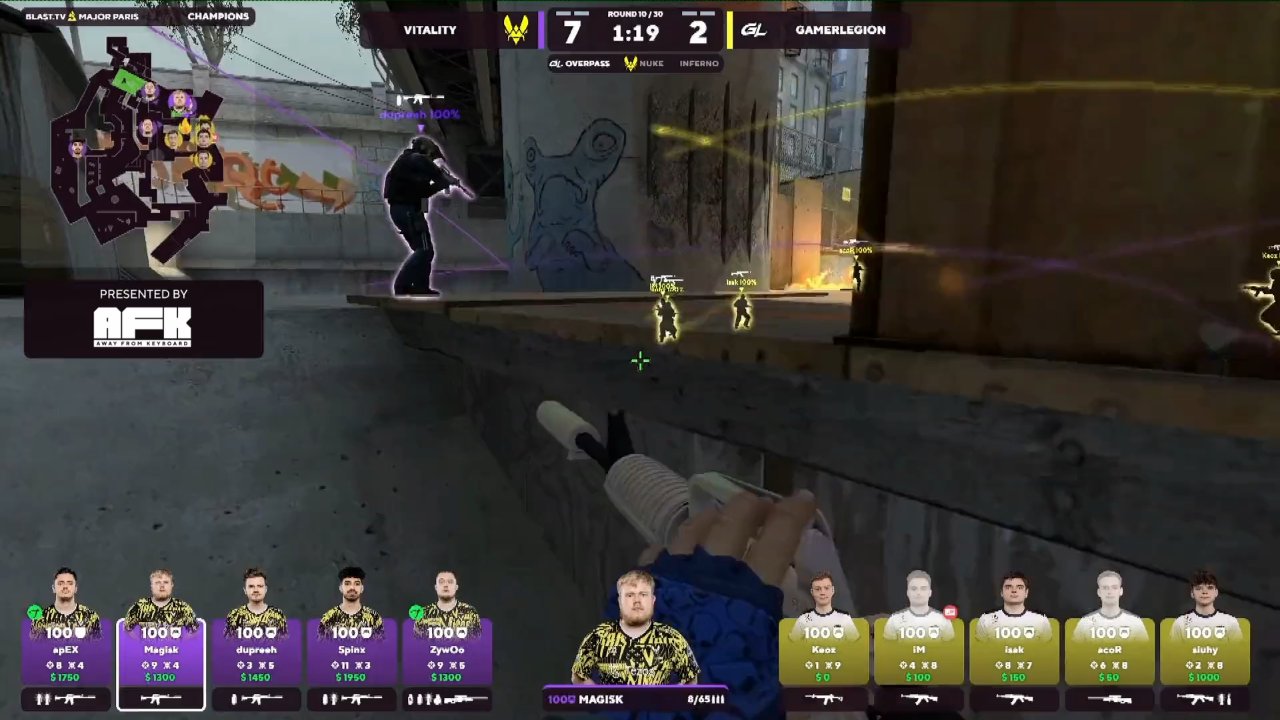 BLAST.TV MAJOR PARIS CHAMPIONS
VITALITY 7 ROUND 10/30 1:19 2 GL GAMERLEGION
GL OVERPASS NUKE INFERNO
A
dupreeh 100%
acoR 100%
isak 100%
Keoz
PRESENTED BY
AFK
AWAY FROM KEYBOARD
100 100 100 100 100
apEX Magisk dupreeh Spinx ZywOo
8 4 9 4 3 5 11 3 9 5
$1750 $1300 $1450 $1950 $1300
100 MAGISK 8/65
100 100 100 100 100
Keoz iM isak acoR siuhy
1 9 4 8 8 7 6 8 2 8
$0 $100 $150 $50 $1000